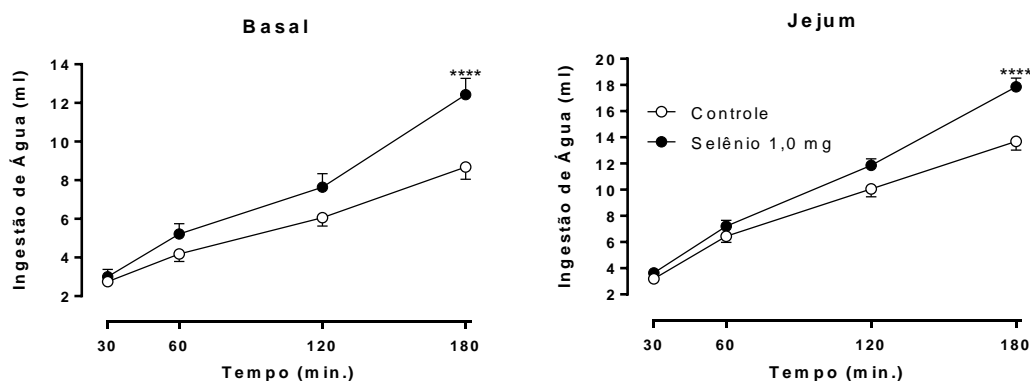 Basal
Ingestão de Água (ml)
14
12
10
8
6
4
2
****
30 60 120 180
Tempo (min.)
Jejum
Ingestão de Água (ml)
20
18
16
14
12
10
8
6
4
2
****
Controle
Selênio 1,0 mg
30 60 120 180
Tempo (min.)